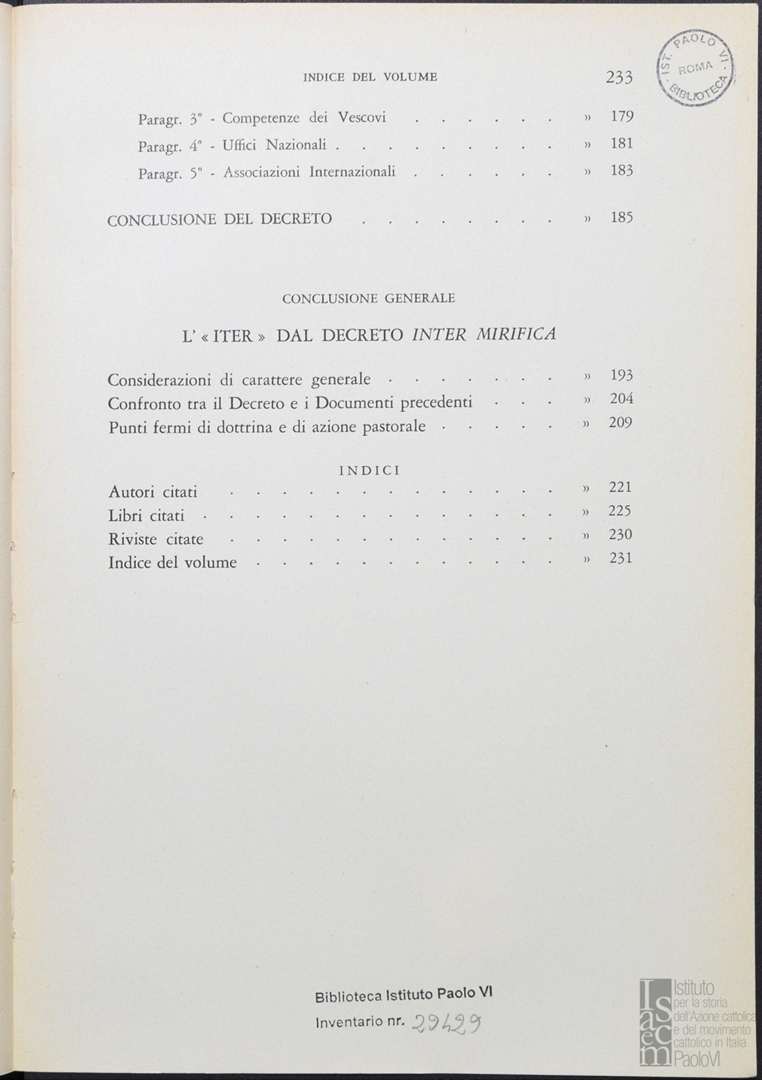 INDICE DEL VOLUME 233
IST. PAOLO VI · BIBLIOTECA ·
ROMA
Paragr. 3° - Competenze dei Vescovi . . . . . . » 179
Paragr. 4° - Uffici Nazionali . . . . . . . . . » 181
Paragr. 5° - Associazioni Internazionali . . . . . . » 183
CONCLUSIONE DEL DECRETO . . . . . . . . » 185
CONCLUSIONE GENERALE
L' « ITER » DAL DECRETO INTER MIRIFICA
Considerazioni di carattere generale . . . . . . . » 193
Confronto tra il Decreto e i Documenti precedenti . . . » 204
Punti fermi di dottrina e di azione pastorale . . . . . » 209
INDICI
Autori citati . . . . . . . . . . . . . » 221
Libri citati . . . . . . . . . . . . . . » 225
Riviste citate . . . . . . . . . . . . . » 230
Indice del volume . . . . . . . . . . . . » 231
Biblioteca Istituto Paolo VI
Inventario nr. 29429
Isacem
Istituto
per la storia
dell'Azione cattolica
e del movimento
cattolico in Italia
PaoloVI